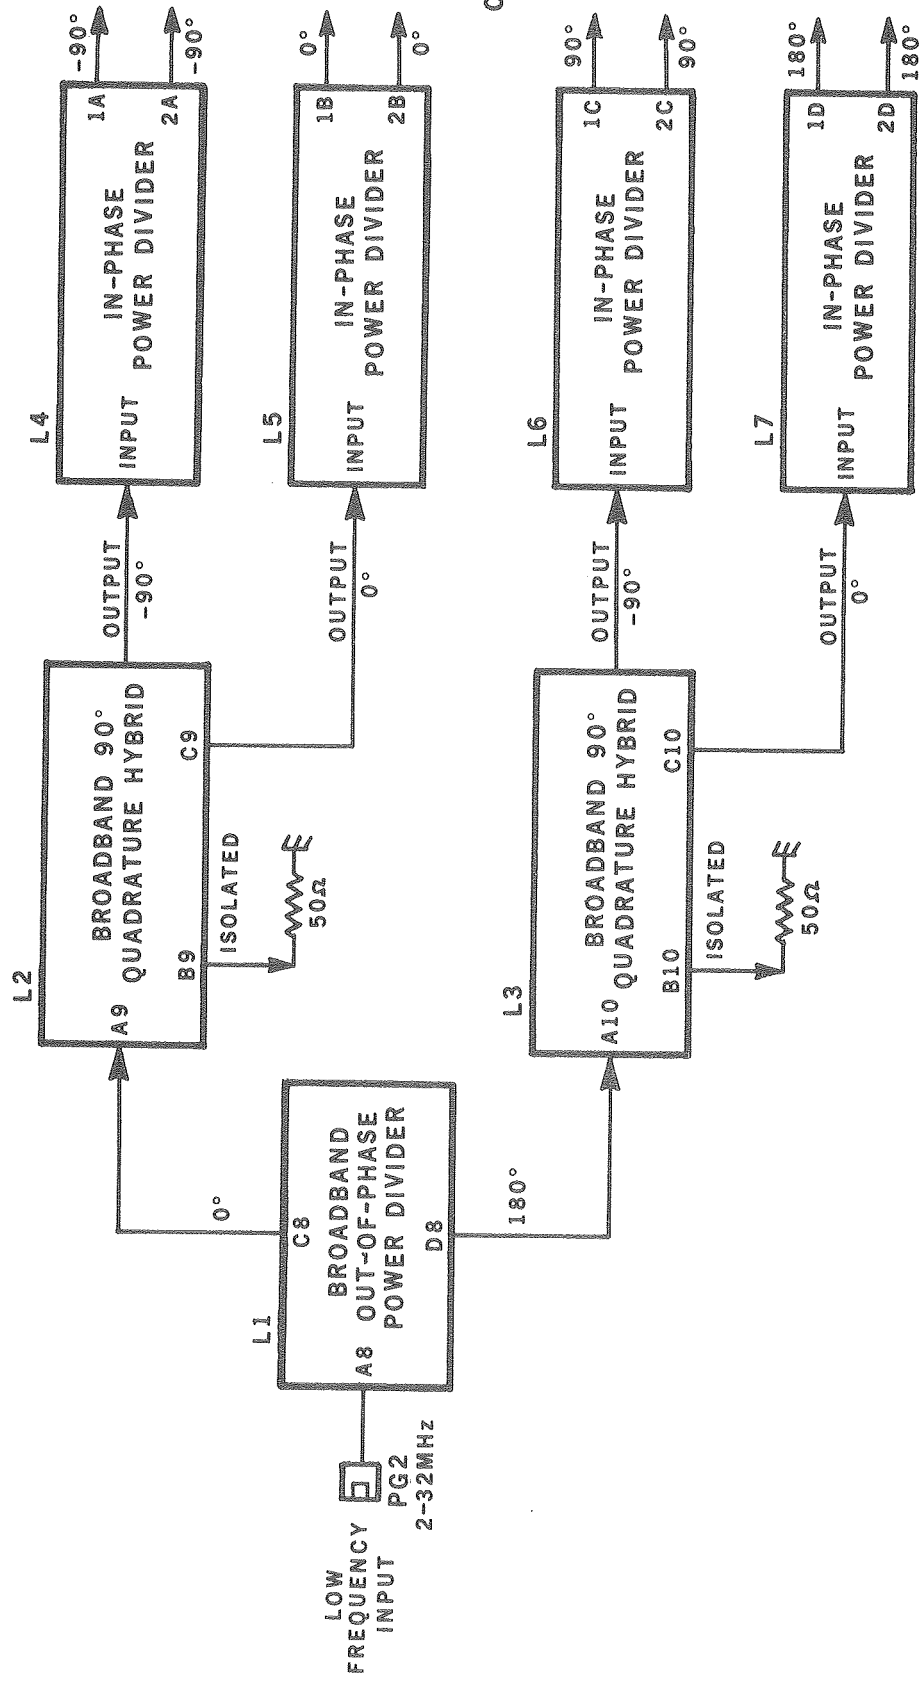 LOW
FREQUENCY
INPUT
PG2
2-32MHz
L1
A8
BROADBAND
OUT-OF-PHASE
POWER DIVIDER
C8
D8
0°
180°
L2
A9
BROADBAND 90°
QUADRATURE HYBRID
B9
C9
ISOLATED
50Ω
OUTPUT
-90°
OUTPUT
0°
L3
A10
BROADBAND 90°
QUADRATURE HYBRID
B10
C10
ISOLATED
50Ω
OUTPUT
-90°
OUTPUT
0°
L4
INPUT
IN-PHASE
POWER DIVIDER
1A
2A
-90°
-90°
L5
INPUT
IN-PHASE
POWER DIVIDER
1B
2B
0°
0°
L6
INPUT
IN-PHASE
POWER DIVIDER
1C
2C
90°
90°
L7
INPUT
IN-PHASE
POWER DIVIDER
1D
2D
180°
180°